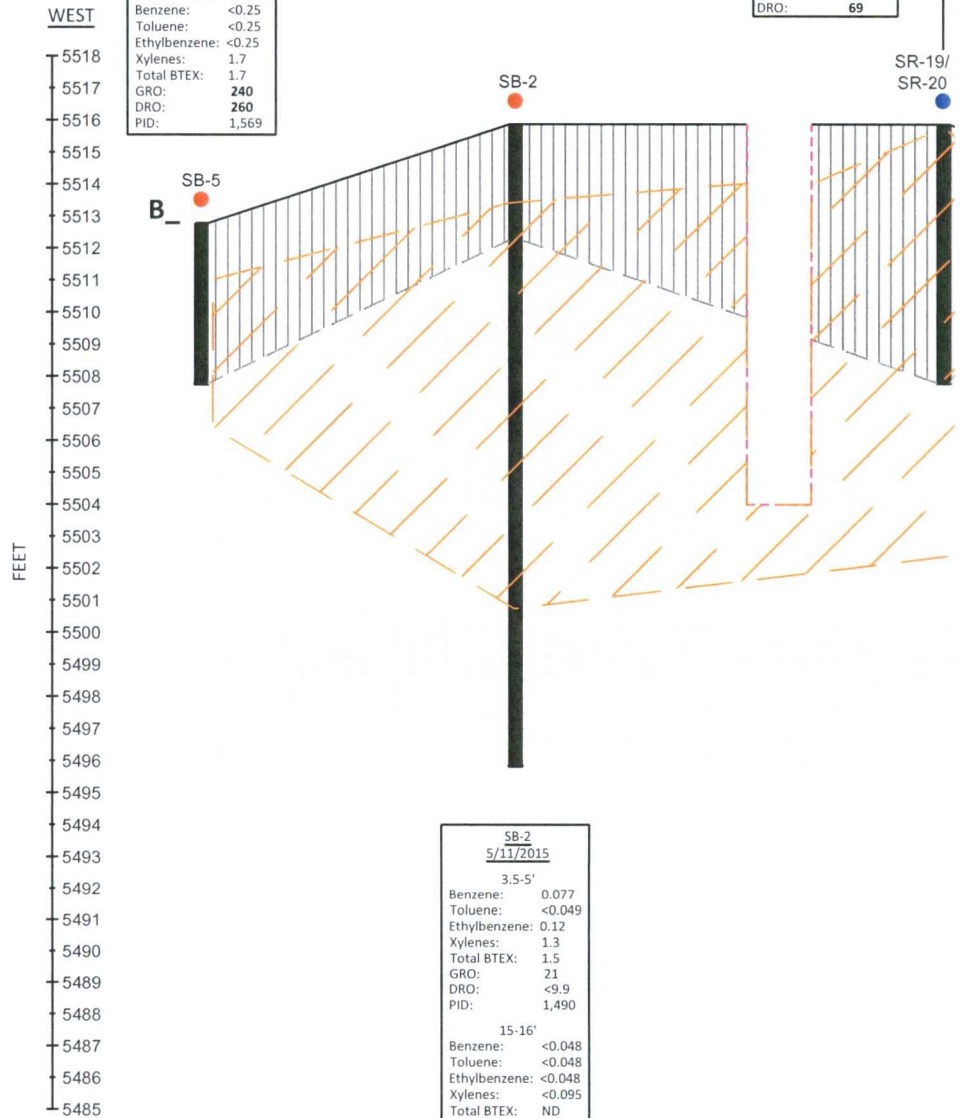 WEST
Benzene: <0.25
Toluene: <0.25
Ethylbenzene: <0.25
Xylenes: 1.7
Total BTEX: 1.7
GRO: 240
DRO: 260
PID: 1,569
DRO: 69
SR-19/
SR-20
SB-2
SB-5
B_
FEET
5518
5517
5516
5515
5514
5513
5512
5511
5510
5509
5508
5507
5506
5505
5504
5503
5502
5501
5500
5499
5498
5497
5496
5495
5494
5493
5492
5491
5490
5489
5488
5487
5486
5485
SB-2
5/11/2015
3.5-5'
Benzene: 0.077
Toluene: <0.049
Ethylbenzene: 0.12
Xylenes: 1.3
Total BTEX: 1.5
GRO: 21
DRO: <9.9
PID: 1,490
15-16'
Benzene: <0.048
Toluene: <0.048
Ethylbenzene: <0.048
Xylenes: <0.095
Total BTEX: ND